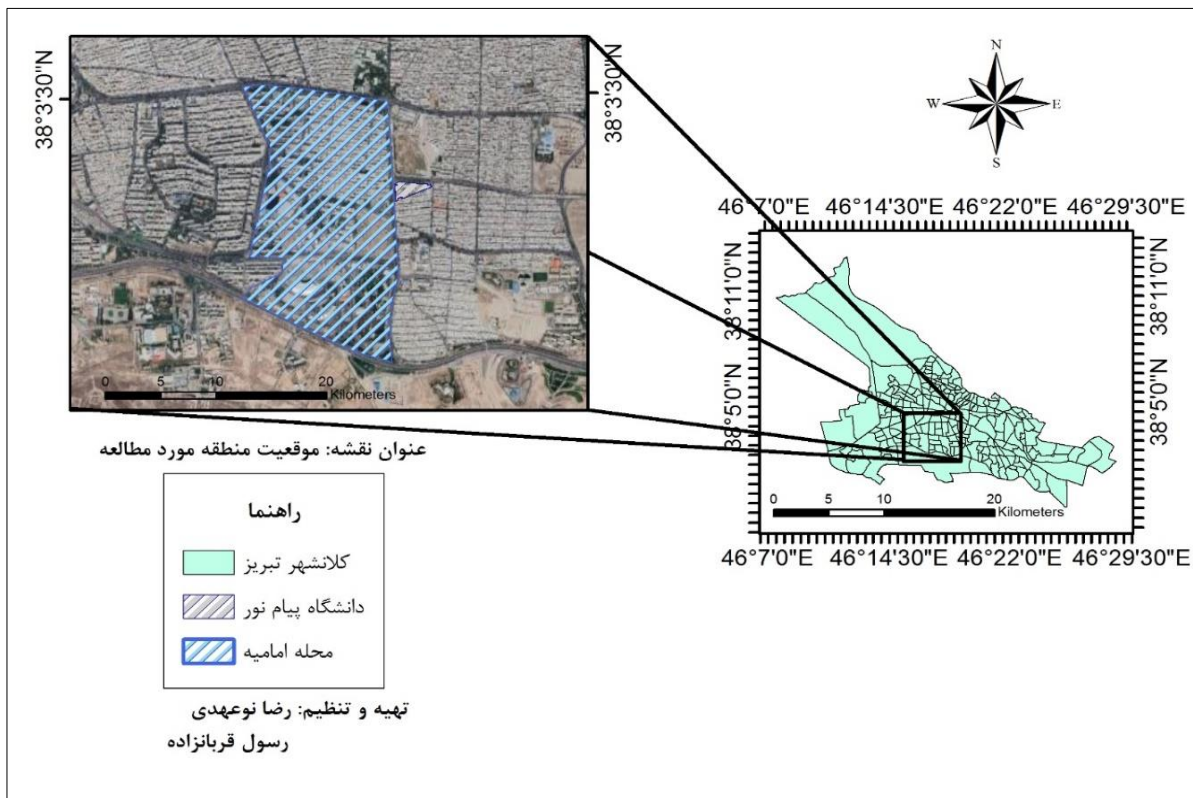 38°3'30"N
38°3'30"N
0 5 10 20
Kilometers
N
W E
S
46°7'0"E 46°14'30"E 46°22'0"E 46°29'30"E
38°11'0"N
38°5'0"N
38°11'0"N
38°5'0"N
0 5 10 20
Kilometers
46°7'0"E 46°14'30"E 46°22'0"E 46°29'30"E
عنوان نقشه: موقعیت منطقه مورد مطالعه
راهنما
کلانشهر تبریز
دانشگاه پیام نور
محله امامیه
تهیه و تنظیم: رضا نوعهدی
رسول قربانزاده